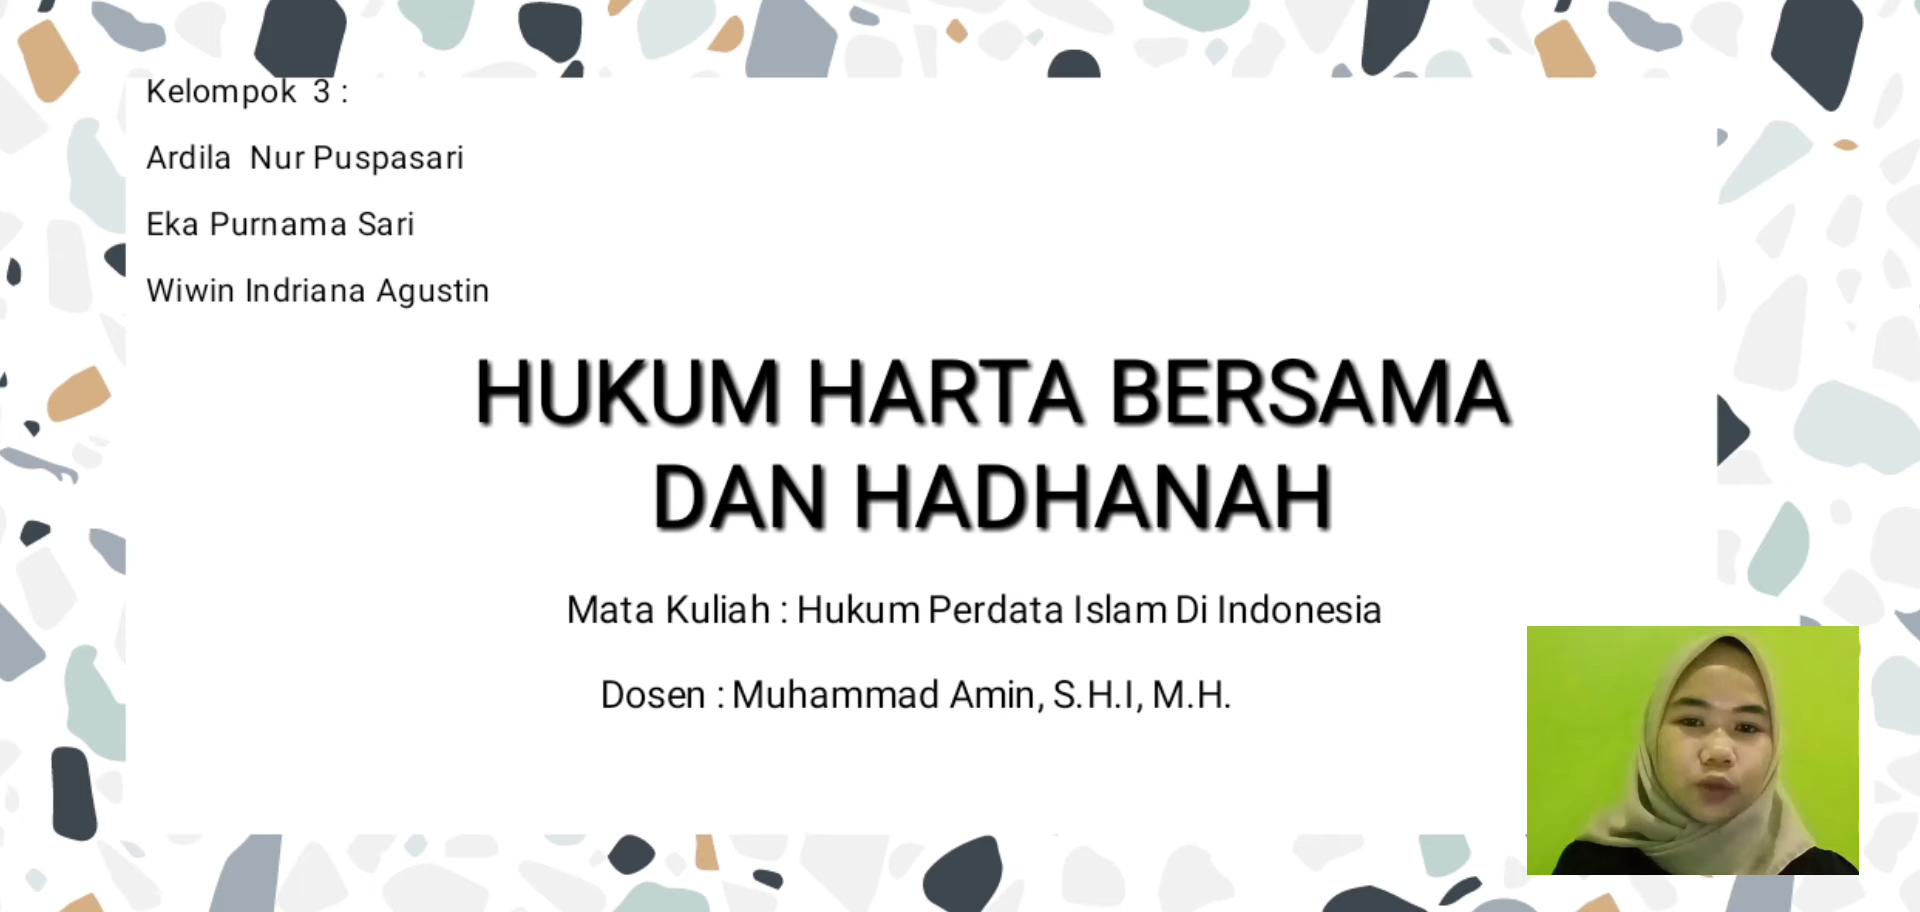 Kelompok 3 :
Ardila Nur Puspasari
Eka Purnama Sari
Wiwin Indriana Agustin
HUKUM HARTA BERSAMA
DAN HADHANAH
Mata Kuliah : Hukum Perdata Islam Di Indonesia
Dosen : Muhammad Amin, S.H.I, M.H.